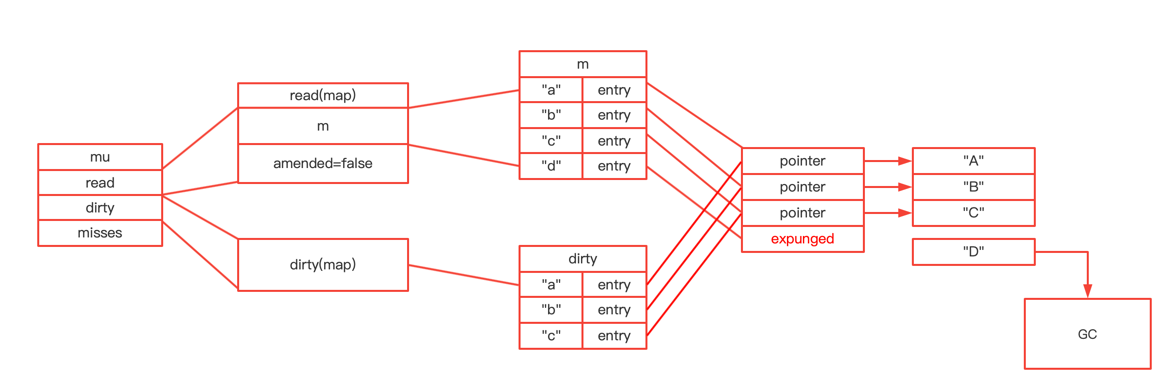 mu
read
dirty
misses
read(map)
m
amended=false
dirty(map)
m
"a" entry
"b" entry
"c" entry
"d" entry
dirty
"a" entry
"b" entry
"c" entry
pointer
pointer
pointer
expunged
"A"
"B"
"C"
"D"
GC